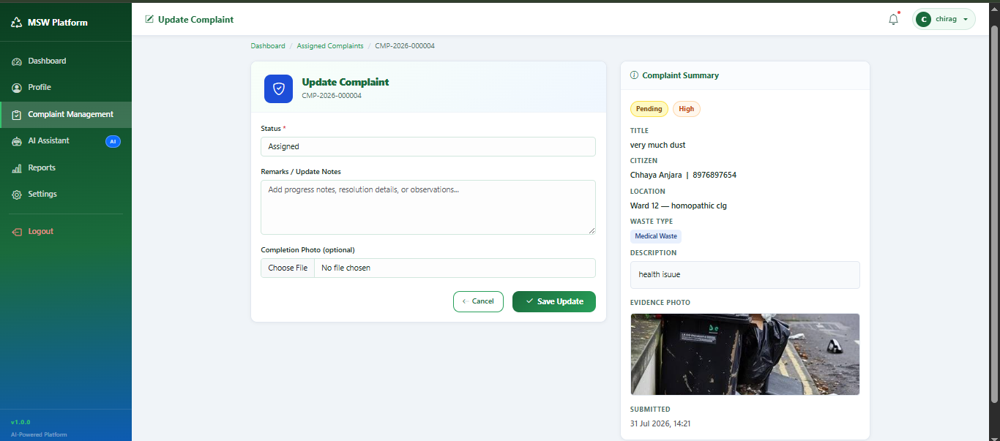 MSW Platform
Dashboard
Profile
Complaint Management
AI Assistant
AI
Reports
Settings
Logout
v1.0.0
AI-Powered Platform
Update Complaint
C
chirag
Dashboard / Assigned Complaints / CMP-2026-000004
Update Complaint
CMP-2026-000004
Status *
Assigned
Remarks / Update Notes
Add progress notes, resolution details, or observations...
Completion Photo (optional)
Choose File No file chosen
← Cancel
Save Update
Complaint Summary
Pending High
TITLE
very much dust
CITIZEN
Chhaya Anjara | 8976897654
LOCATION
Ward 12 — homopathic clg
WASTE TYPE
Medical Waste
DESCRIPTION
health isuue
EVIDENCE PHOTO
SUBMITTED
31 Jul 2026, 14:21